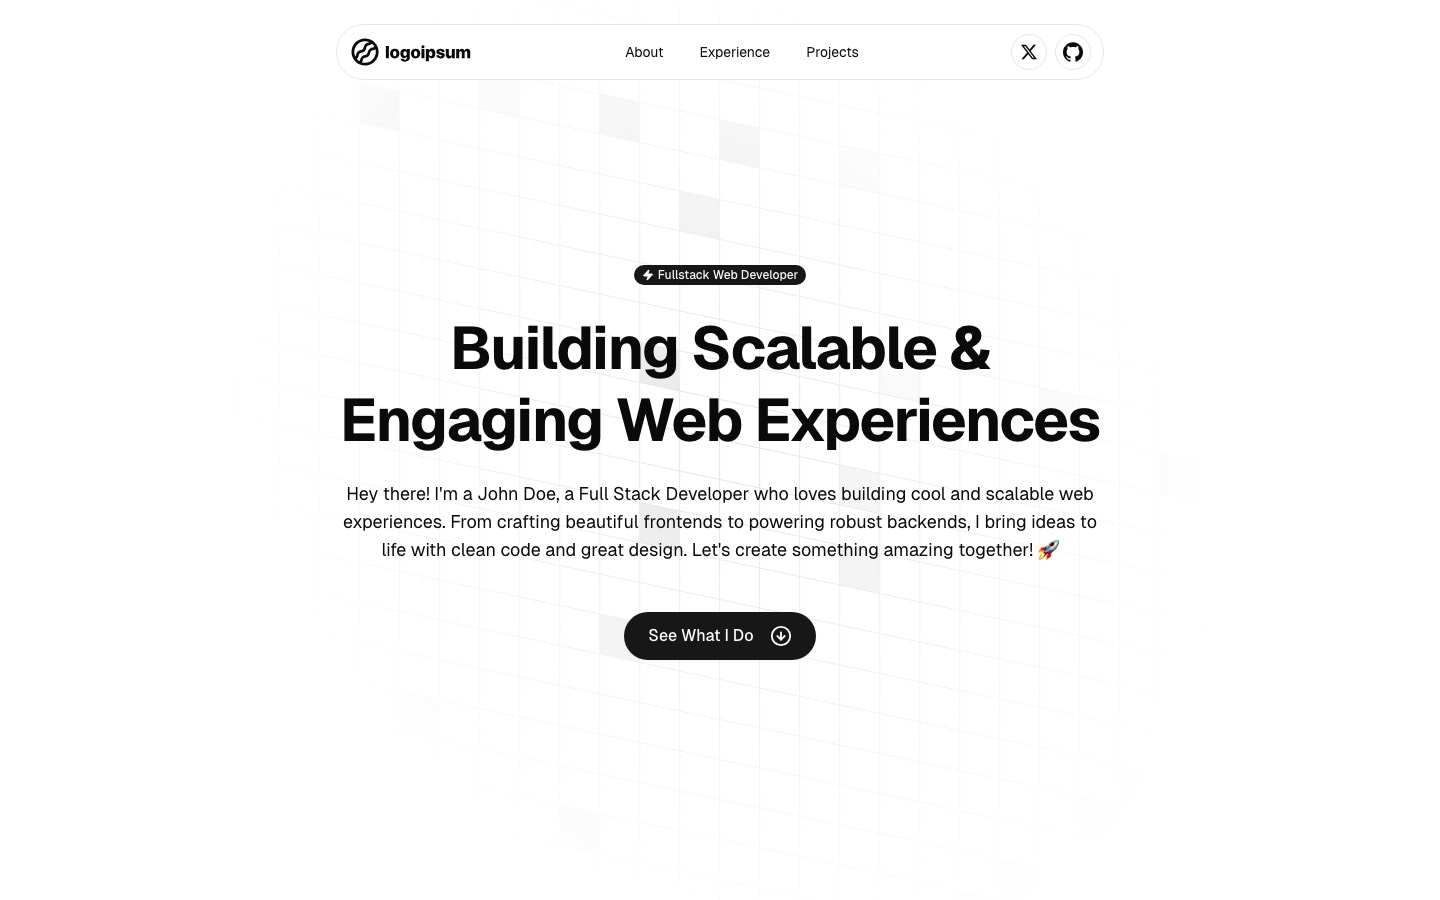 logoipsum
About
Experience
Projects
Fullstack Web Developer
Building Scalable &
Engaging Web Experiences
Hey there! I'm a John Doe, a Full Stack Developer who loves building cool and scalable web
experiences. From crafting beautiful frontends to powering robust backends, I bring ideas to
life with clean code and great design. Let's create something amazing together! 🚀
See What I Do